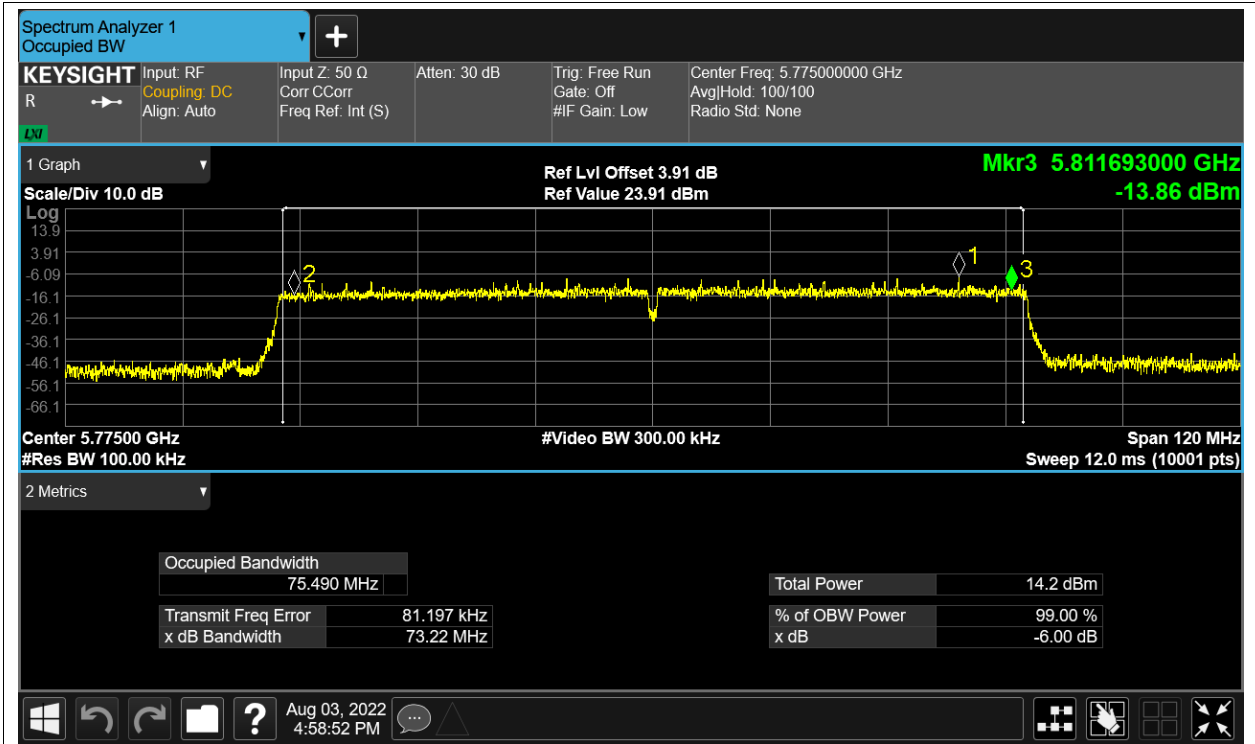 Spectrum Analyzer 1
Occupied BW
KEYSIGHT
R
LXI
Input: RF
Coupling: DC
Align: Auto
Input Z: 50 Ω
Corr CCorr
Freq Ref: Int (S)
Atten: 30 dB
Trig: Free Run
Gate: Off
#IF Gain: Low
Center Freq: 5.775000000 GHz
Avg|Hold: 100/100
Radio Std: None
1 Graph
Scale/Div 10.0 dB
Ref Lvl Offset 3.91 dB
Ref Value 23.91 dBm
Mkr3 5.811693000 GHz
-13.86 dBm
Log
13.9
3.91
-6.09
-16.1
-26.1
-36.1
-46.1
-56.1
-66.1
2
1
3
Center 5.77500 GHz
#Res BW 100.00 kHz
#Video BW 300.00 kHz
Span 120 MHz
Sweep 12.0 ms (10001 pts)
2 Metrics
Occupied Bandwidth
75.490 MHz
Transmit Freq Error 81.197 kHz
x dB Bandwidth 73.22 MHz
Total Power 14.2 dBm
% of OBW Power 99.00 %
x dB -6.00 dB
?
Aug 03, 2022
4:58:52 PM